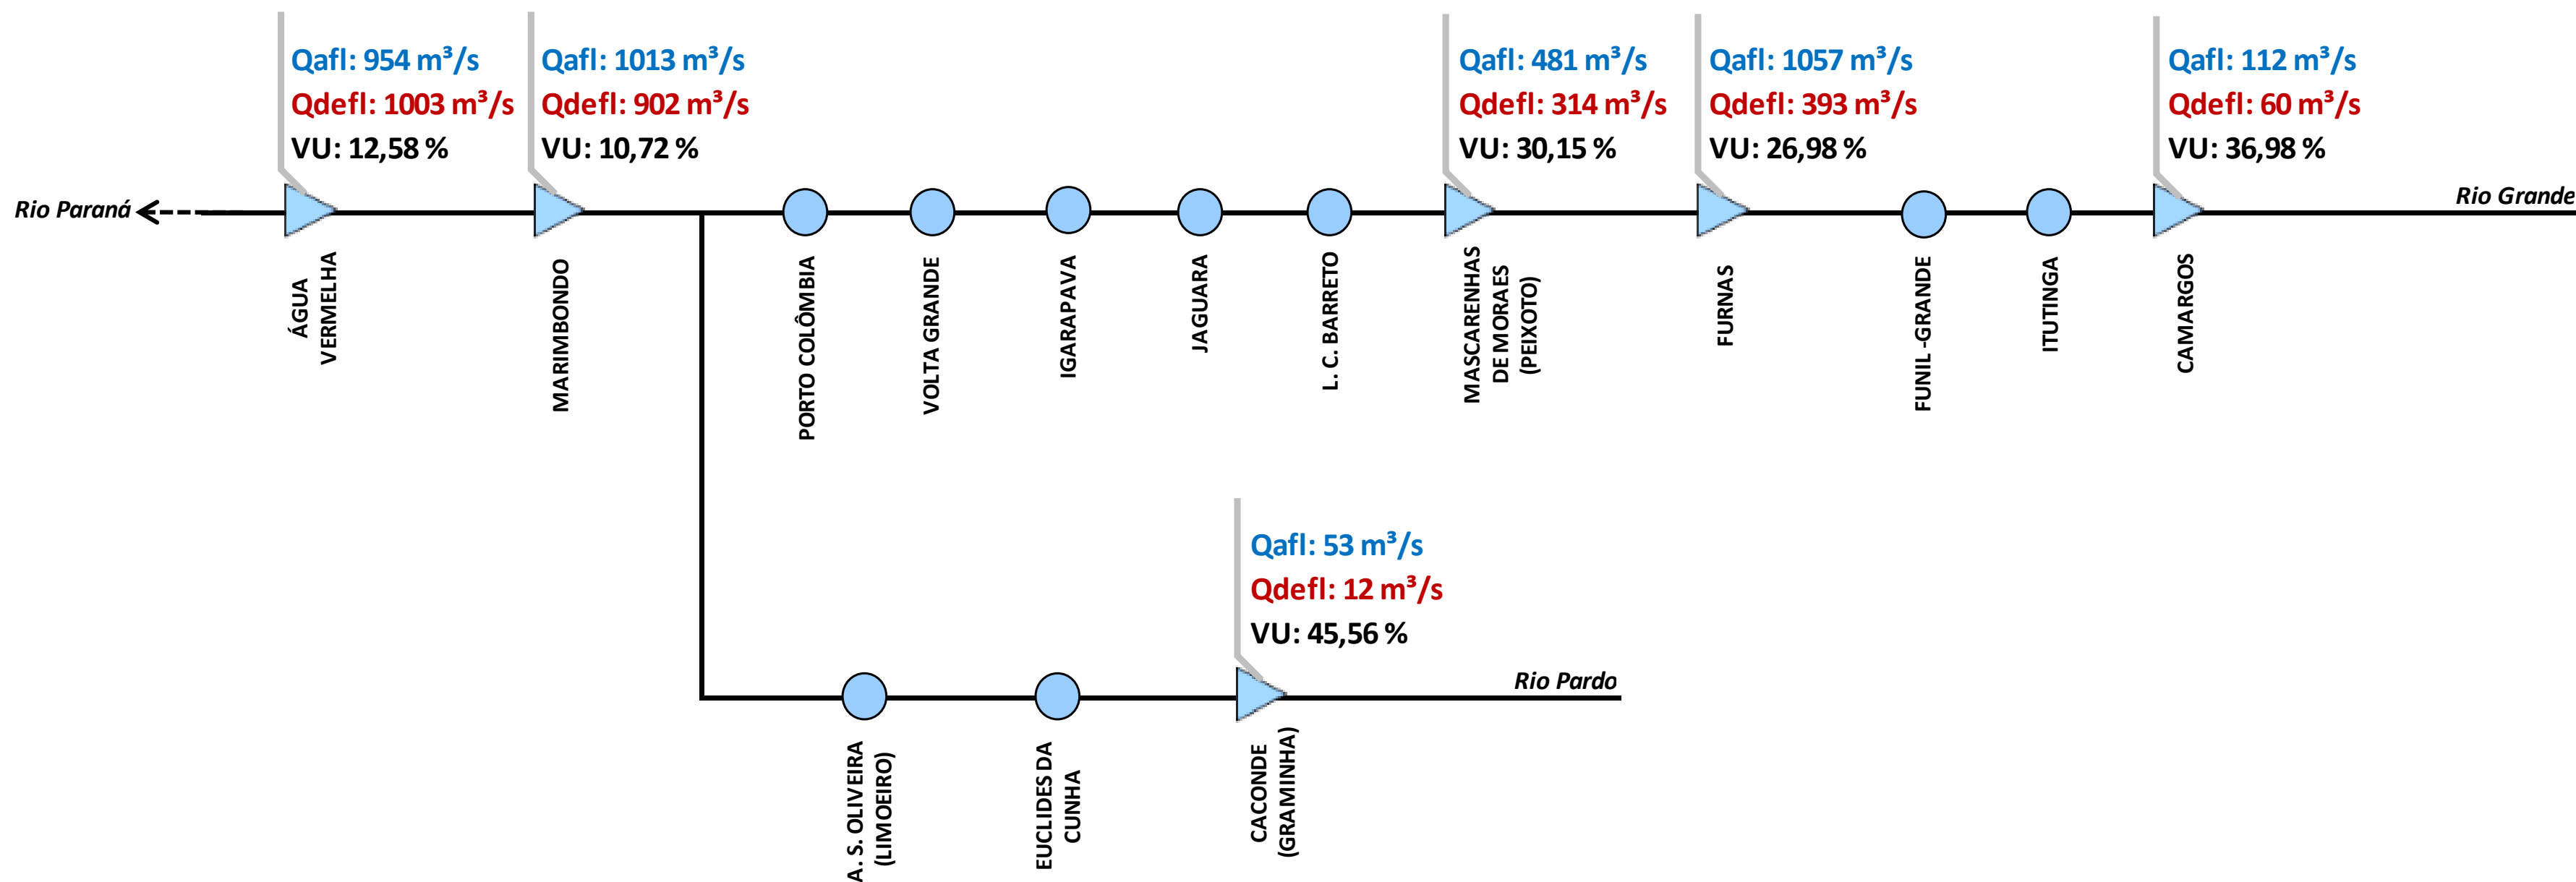 Qafl: 954 m³/s
Qdefl: 1003 m³/s
VU: 12,58 %
Qafl: 1013 m³/s
Qdefl: 902 m³/s
VU: 10,72 %
Qafl: 481 m³/s
Qdefl: 314 m³/s
VU: 30,15 %
Qafl: 1057 m³/s
Qdefl: 393 m³/s
VU: 26,98 %
Qafl: 112 m³/s
Qdefl: 60 m³/s
VU: 36,98 %
Rio Paraná
Rio Grande
ÁGUA
VERMELHA
MARIMBONDO
PORTO COLÔMBIA
VOLTA GRANDE
IGARAPAVA
JAGUARA
L. C. BARRETO
MASCARENHAS
DE MORAES
(PEIXOTO)
FURNAS
FUNIL -GRANDE
ITUTINGA
CAMARGOS
Qafl: 53 m³/s
Qdefl: 12 m³/s
VU: 45,56 %
Rio Pardo
A. S. OLIVEIRA
(LIMOEIRO)
EUCLIDES DA
CUNHA
CACONDE
(GRAMINHA)